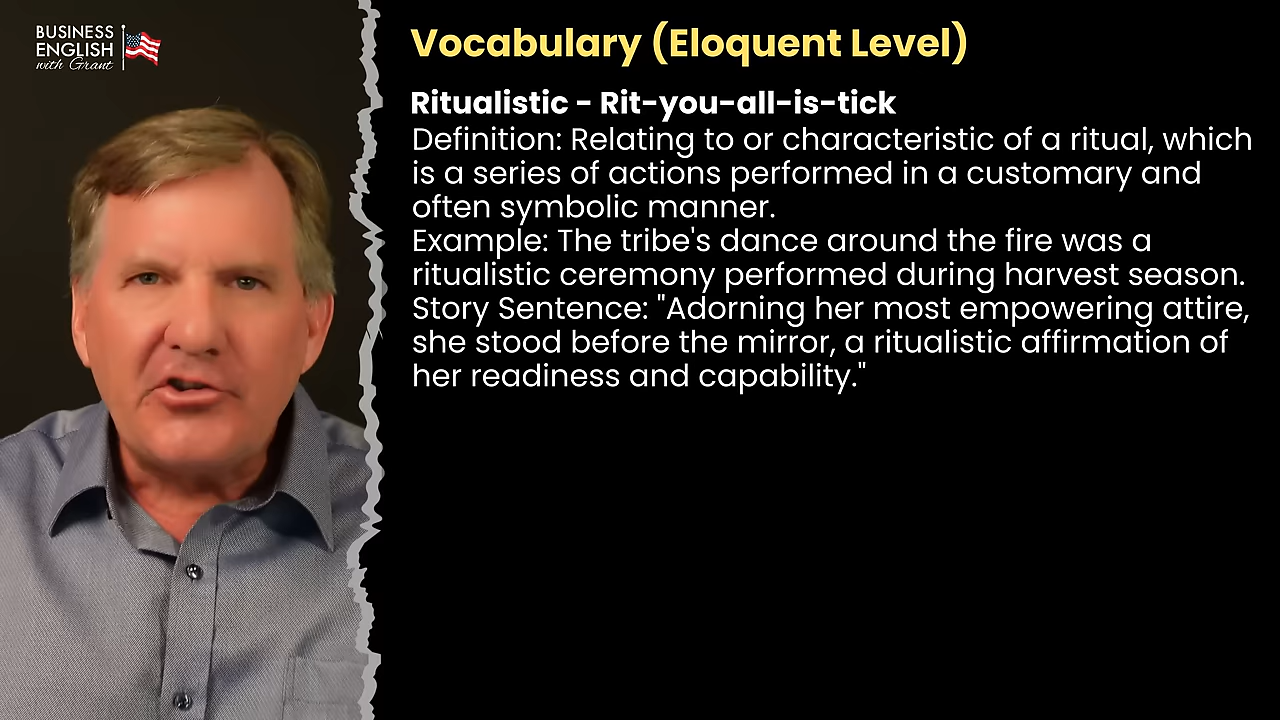 BUSINESS
ENGLISH
with Grant
Vocabulary (Eloquent Level)
Ritualistic - Rit-you-all-is-tick
Definition: Relating to or characteristic of a ritual, which
is a series of actions performed in a customary and
often symbolic manner.
Example: The tribe's dance around the fire was a
ritualistic ceremony performed during harvest season.
Story Sentence: "Adorning her most empowering attire,
she stood before the mirror, a ritualistic affirmation of
her readiness and capability."